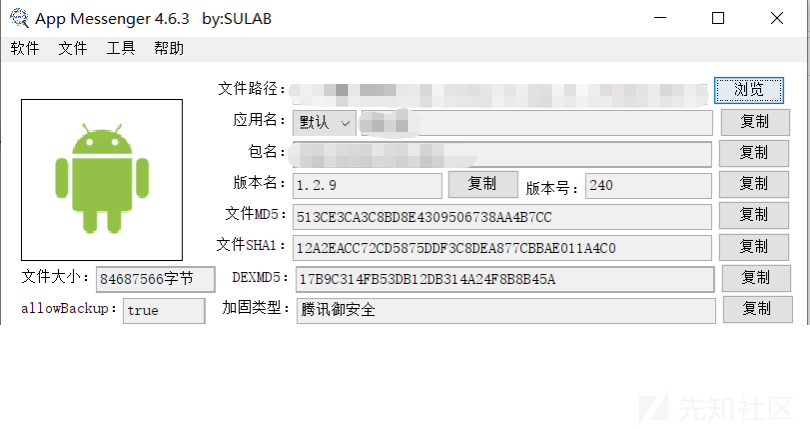 App Messenger 4.6.3 by:SULAB
软件 文件 工具 帮助
文件路径: 浏览
应用名: 默认 复制
包名: 复制
版本名: 1.2.9 复制 版本号: 240 复制
文件MD5: 513CE3CA3C8BD8E4309506738AA4B7CC 复制
文件SHA1: 12A2EACC72CD5875DDF3C8DEA877CBBAE011A4C0 复制
文件大小: 84687566字节 DEXMD5: 17B9C314FB53DB12DB314A24F8B8B45A 复制
allowBackup: true 加固类型: 腾讯御安全 复制
先知社区